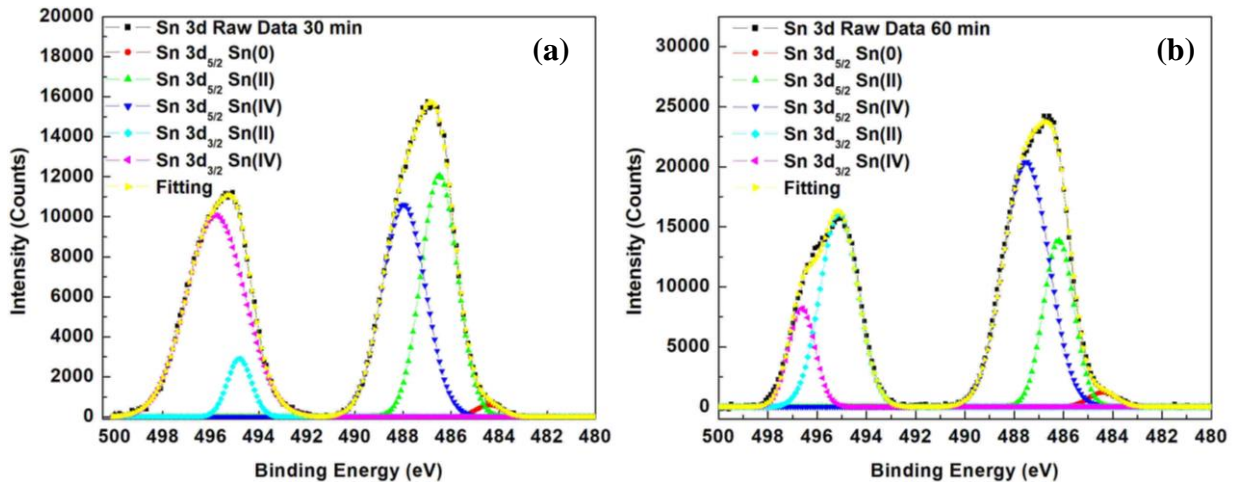 20000
18000
16000
14000
12000
10000
8000
6000
4000
2000
0
Intensity (Counts)
Sn 3d Raw Data 30 min
Sn 3d5/2 Sn(0)
Sn 3d5/2 Sn(II)
Sn 3d5/2 Sn(IV)
Sn 3d3/2 Sn(II)
Sn 3d3/2 Sn(IV)
Fitting
(a)
500 498 496 494 492 490 488 486 484 482 480
Binding Energy (eV)
30000
25000
20000
15000
10000
5000
0
Intensity (Counts)
Sn 3d Raw Data 60 min
Sn 3d5/2 Sn(0)
Sn 3d5/2 Sn(II)
Sn 3d5/2 Sn(IV)
Sn 3d3/2 Sn(II)
Sn 3d3/2 Sn(IV)
Fitting
(b)
500 498 496 494 492 490 488 486 484 482 480
Binding Energy (eV)